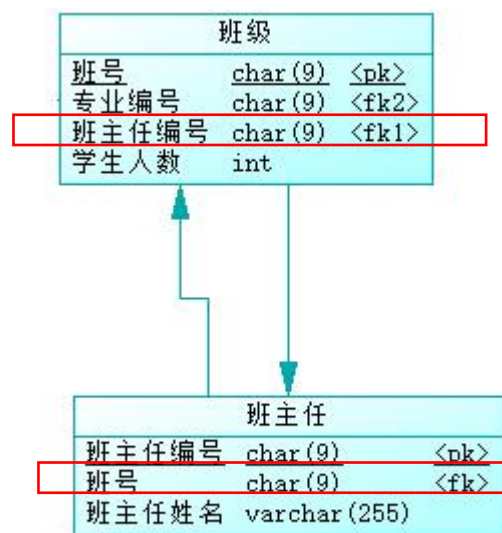 班级
班号 char(9) <pk>
专业编号 char(9) <fk2>
班主任编号 char(9) <fk1>
学生人数 int
班主任
班主任编号 char(9) <pk>
班号 char(9) <fk>
班主任姓名 varchar(255)